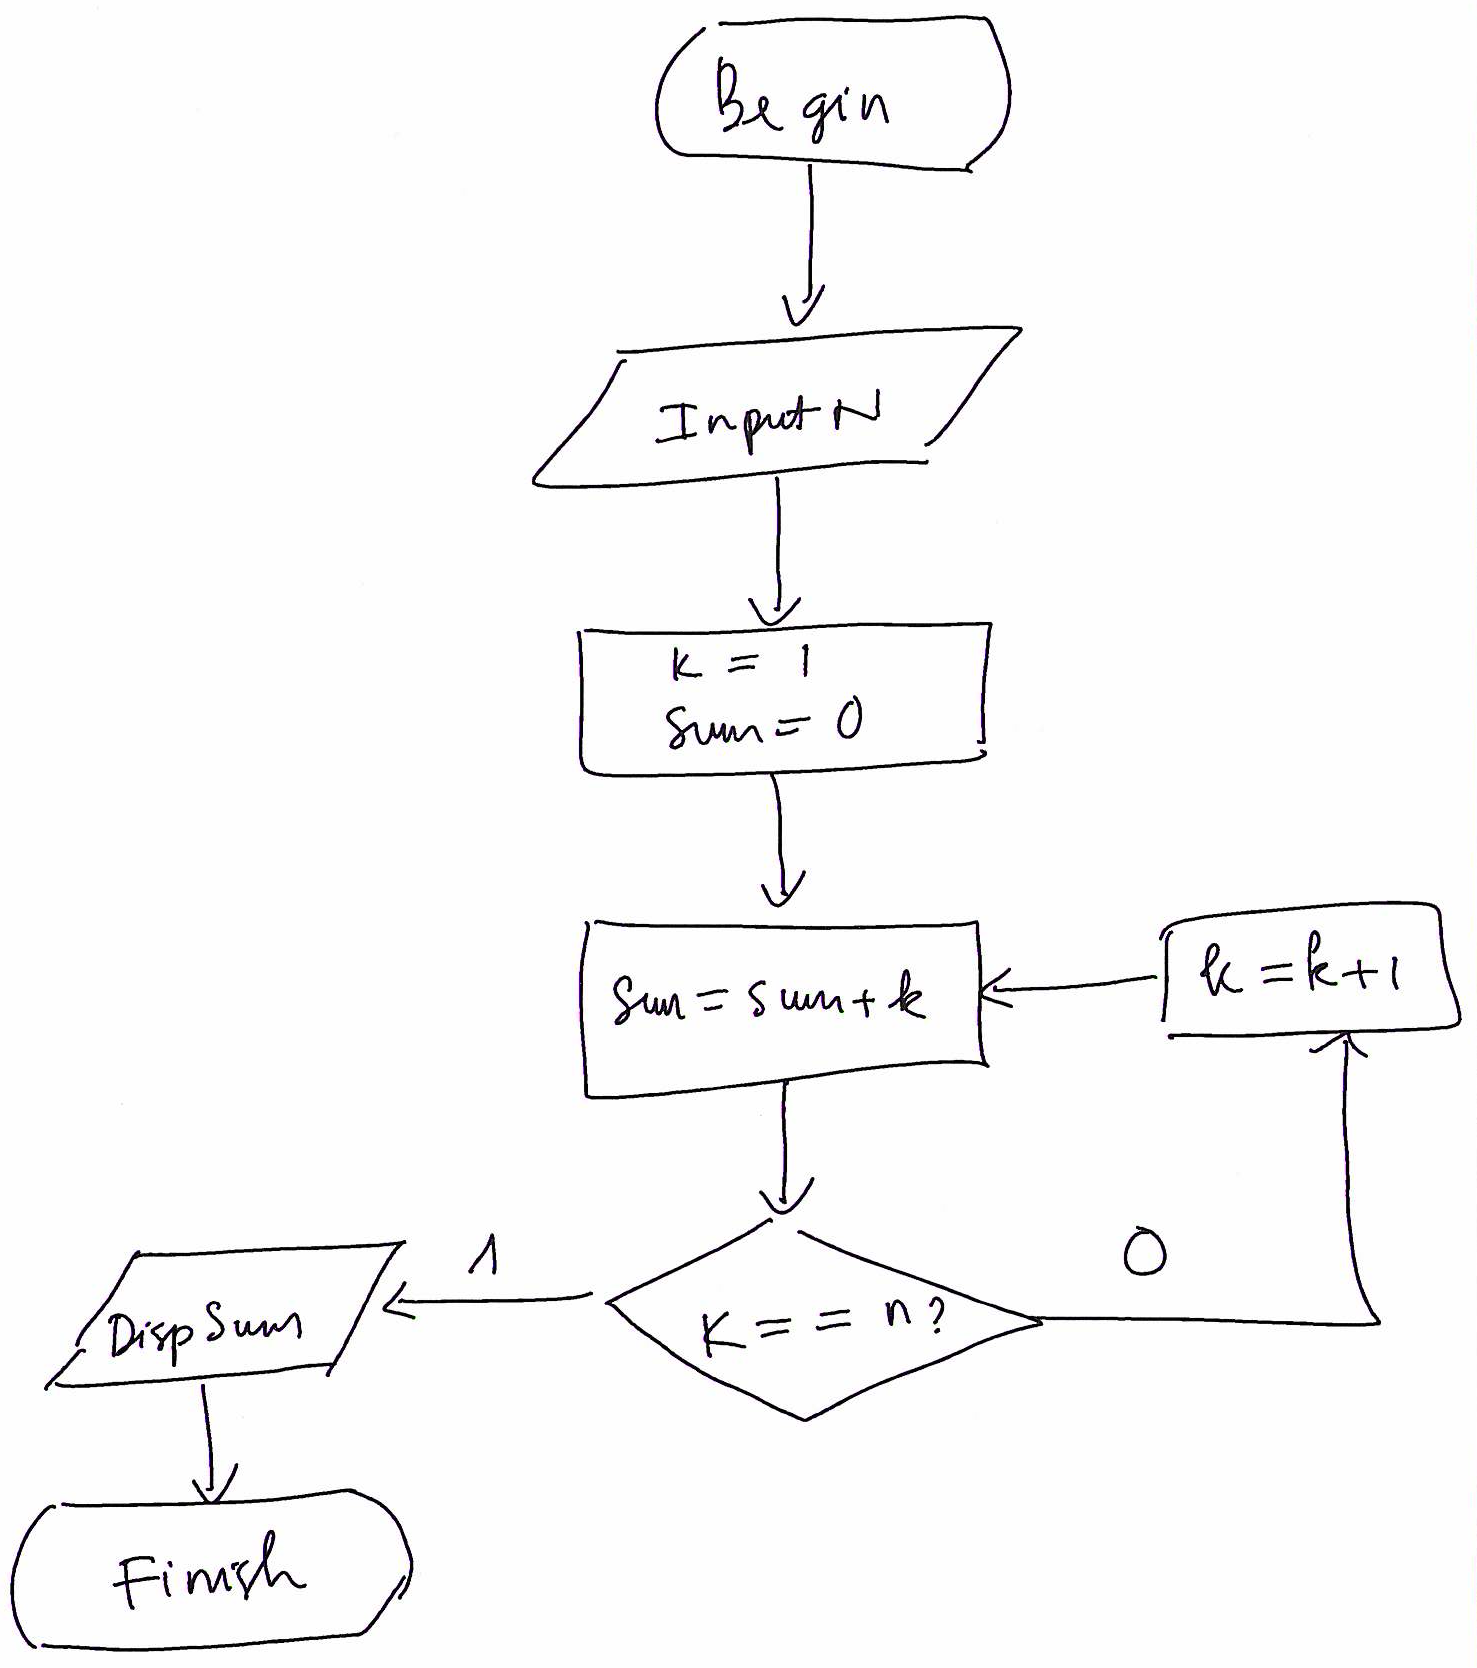 Begin
Input N
k = 1
Sum = 0
Sum = Sum + k
k = k + 1
1
0
K = = n ?
Disp Sum
Finish